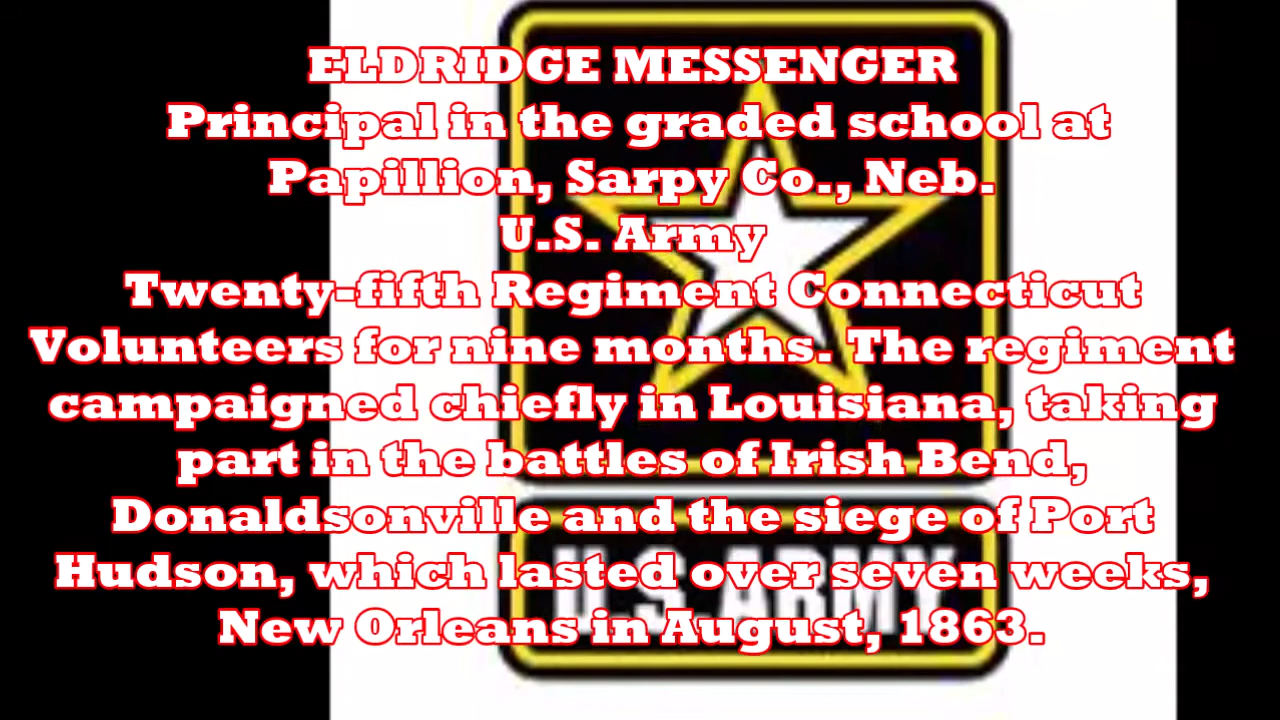 ELDRIDGE MESSENGER
Principal in the graded school at
Papillion, Sarpy Co., Neb.
U.S. Army
Twenty-fifth Regiment Connecticut
Volunteers for nine months. The regiment
campaigned chiefly in Louisiana, taking
part in the battles of Irish Bend,
Donaldsonville and the siege of Port
Hudson, which lasted over seven weeks,
New Orleans in August, 1863.
U.S.ARMY